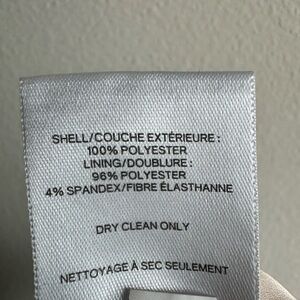 SHELL/COUCHE EXTÉRIEURE :
100% POLYESTER
LINING/DOUBLURE :
96% POLYESTER
4% SPANDEX/FIBRE ÉLASTHANNE
DRY CLEAN ONLY
NETTOYAGE À SEC SEULEMENT